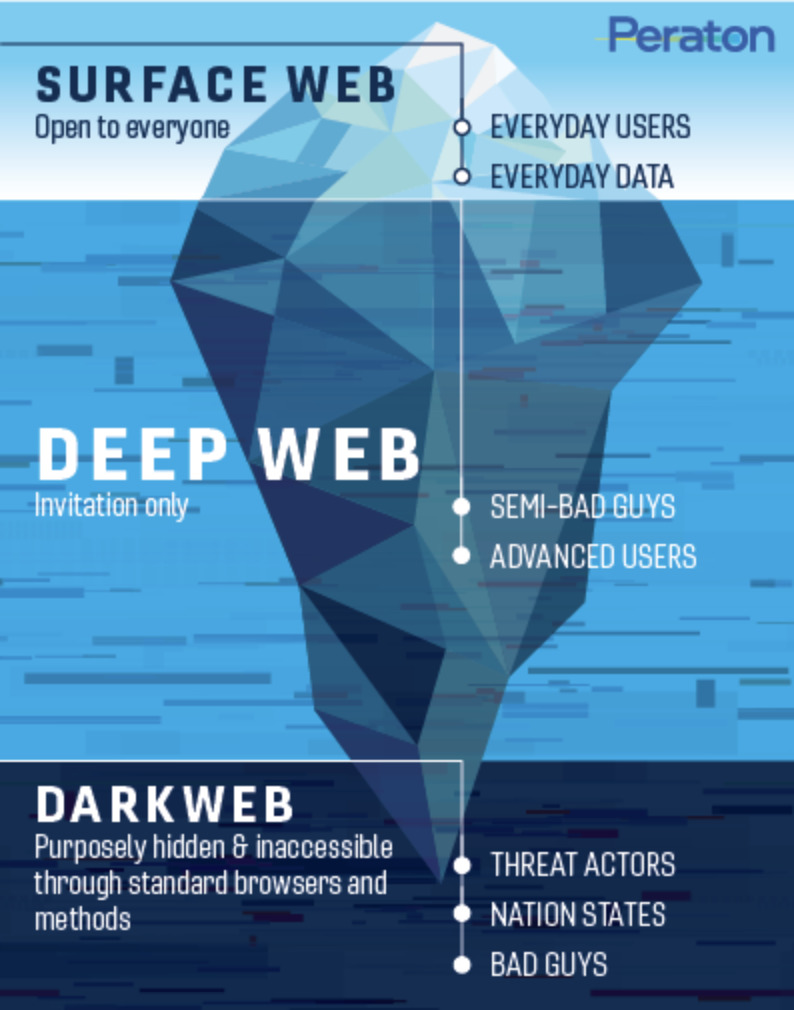 Peraton
SURFACE WEB
Open to everyone
EVERYDAY USERS
EVERYDAY DATA
DEEP WEB
Invitation only
SEMI-BAD GUYS
ADVANCED USERS
DARKWEB
Purposely hidden & inaccessible
through standard browsers and
methods
THREAT ACTORS
NATION STATES
BAD GUYS